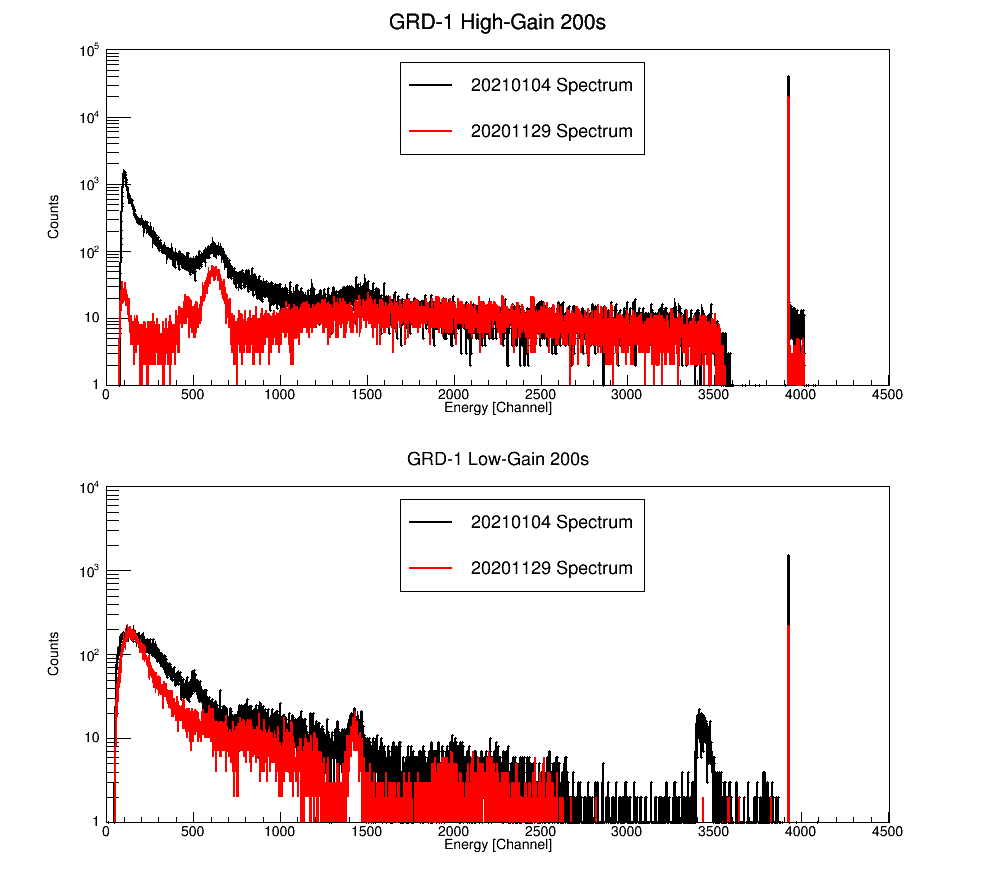 GRD-1 High-Gain 200s
10^5
20210104 Spectrum
20201129 Spectrum
10^4
10^3
Counts
10^2
10
1
0 500 1000 1500 2000 2500 3000 3500 4000 4500
Energy [Channel]
GRD-1 Low-Gain 200s
10^4
20210104 Spectrum
20201129 Spectrum
10^3
Counts
10^2
10
1
0 500 1000 1500 2000 2500 3000 3500 4000 4500
Energy [Channel]